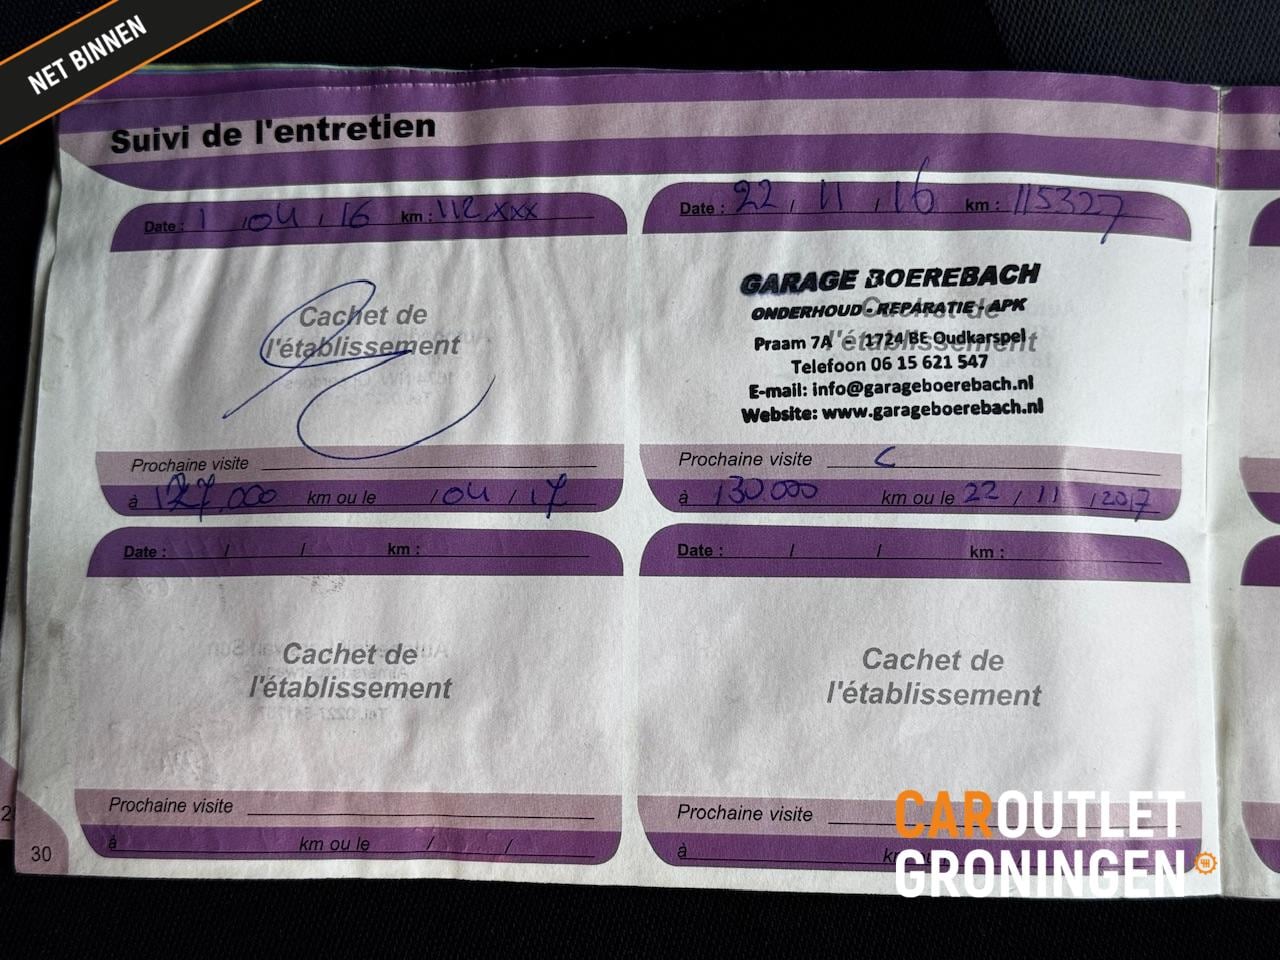 NET BINNEN
Suivi de l'entretien
Date : 1 / 04 / 16 km : 112.xxx
Cachet de
l'établissement
Prochaine visite
à 127.000 km ou le / 04 / 17
Date : 22 / 11 / 16 km : 115327
GARAGE BOEREBACH
ONDERHOUD - REPARATIE - APK
Praam 7A - 1724 BE Oudkarspel
Telefoon 06 15 621 547
E-mail: info@garageboerebach.nl
Website: www.garageboerebach.nl
Cachet de
l'établissement
Prochaine visite C
à 130000 km ou le 22 / 11 / 2017
Date : / / km :
Cachet de
l'établissement
Prochaine visite
à km ou le / /
Date : / / km :
Cachet de
l'établissement
Prochaine visite
à
30
CAROUTLET
GRONINGEN